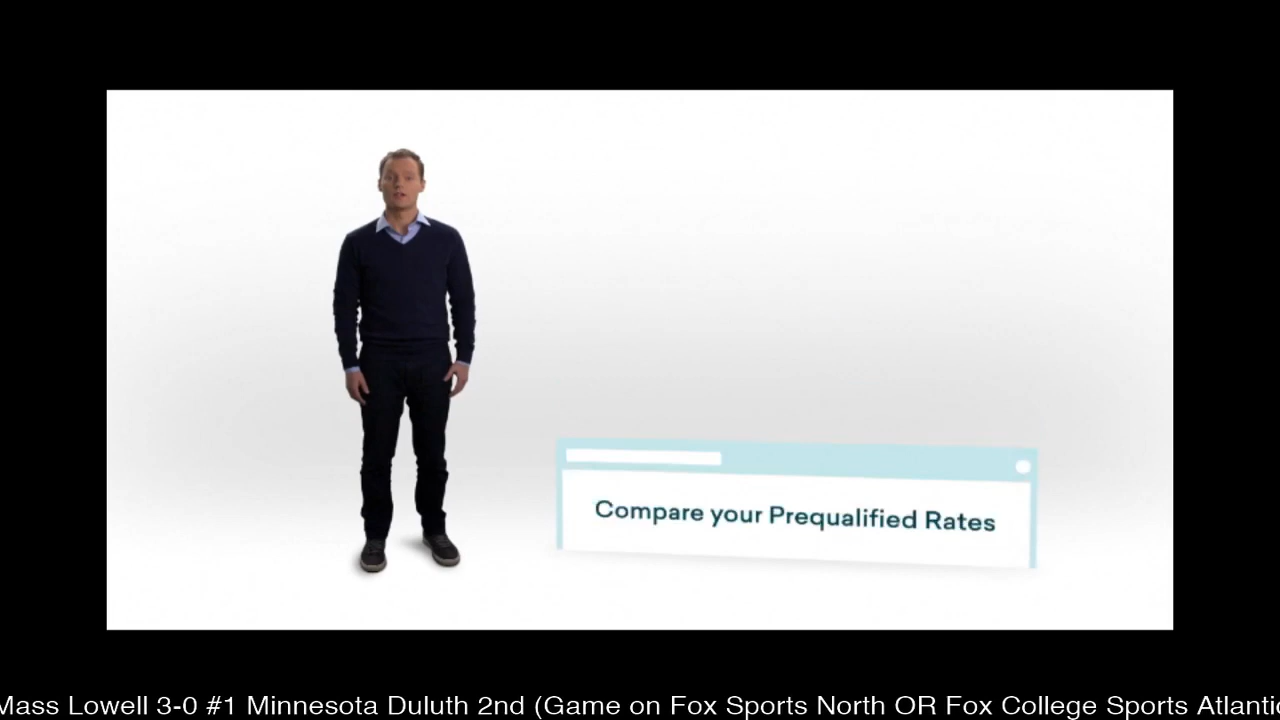 Compare your Prequalified Rates
Mass Lowell 3-0 #1 Minnesota Duluth 2nd (Game on Fox Sports North OR Fox College Sports Atlantic